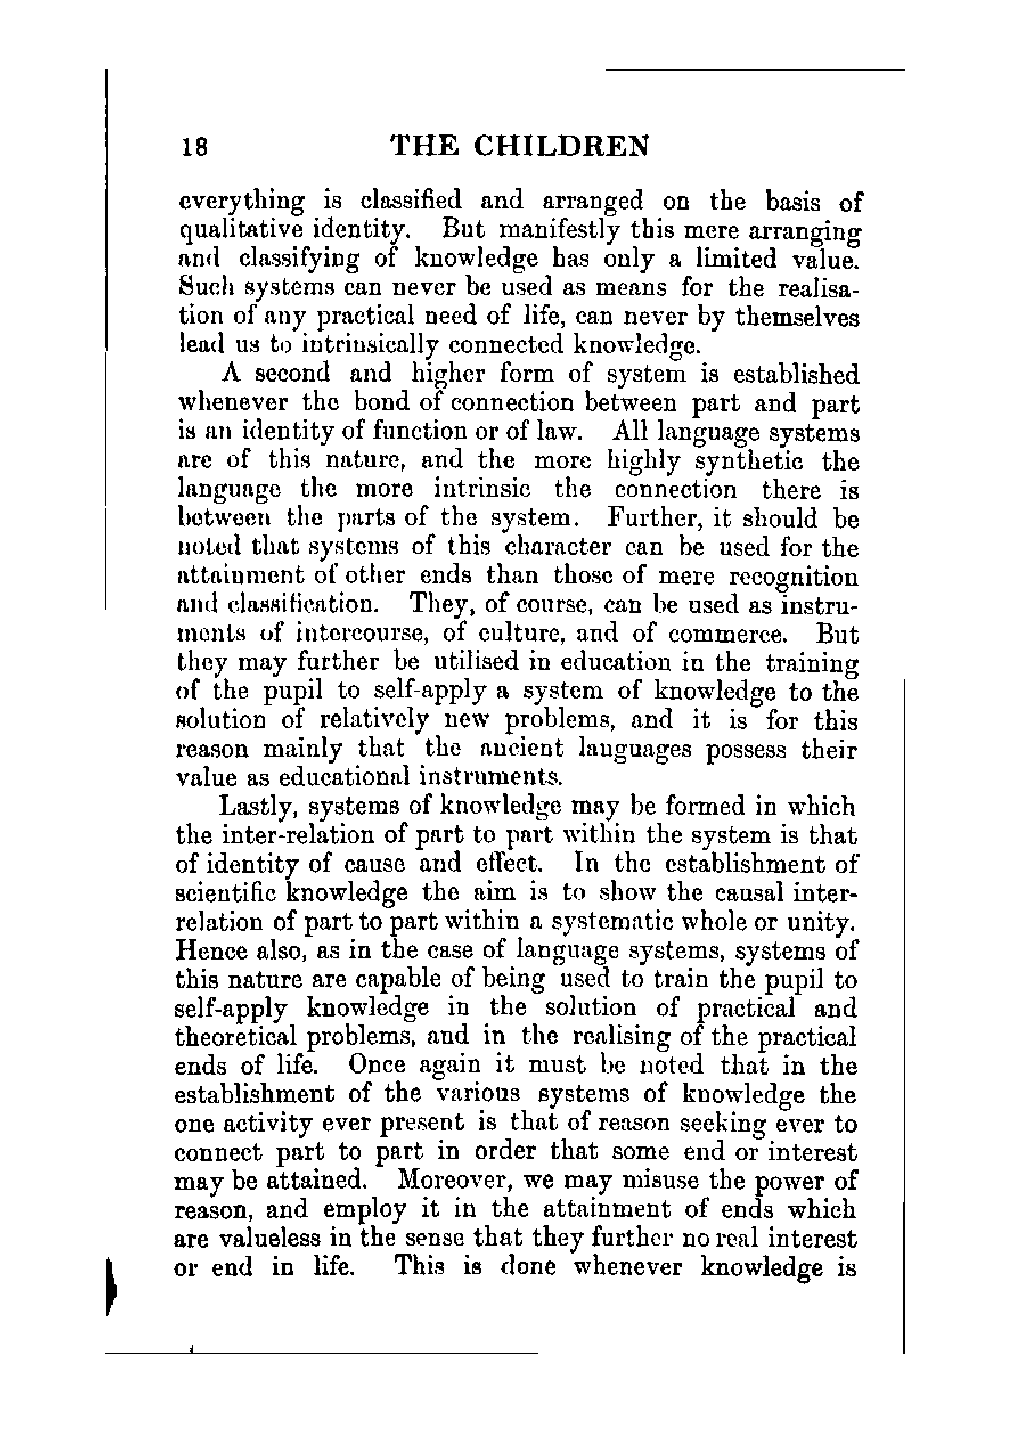 18 THE CHILDREN
everything is classified and arranged on the basis of
qualitative identity. But manifestly this mere arranging
and classifying of knowledge has only a limited value.
Such systems can never be used as means for the realisa-
tion of any practical need of life, can never by themselves
lead us to intrinsically connected knowledge.
A second and higher form of system is established
whenever the bond of connection between part and part
is an identity of function or of law. All language systems
are of this nature, and the more highly synthetic the
language the more intrinsic the connection there is
between the parts of the system. Further, it should be
noted that systems of this character can be used for the
attainment of other ends than those of mere recognition
and classification. They, of course, can be used as instru-
ments of intercourse, of culture, and of commerce. But
they may further be utilised in education in the training
of the pupil to self-apply a system of knowledge to the
solution of relatively new problems, and it is for this
reason mainly that the ancient languages possess their
value as educational instruments.
Lastly, systems of knowledge may be formed in which
the inter-relation of part to part within the system is that
of identity of cause and effect. In the establishment of
scientific knowledge the aim is to show the causal inter-
relation of part to part within a systematic whole or unity.
Hence also, as in the case of language systems, systems of
this nature are capable of being used to train the pupil to
self-apply knowledge in the solution of practical and
theoretical problems, and in the realising of the practical
ends of life. Once again it must be noted that in the
establishment of the various systems of knowledge the
one activity ever present is that of reason seeking ever to
connect part to part in order that some end or interest
may be attained. Moreover, we may misuse the power of
reason, and employ it in the attainment of ends which
are valueless in the sense that they further no real interest
or end in life. This is done whenever knowledge is